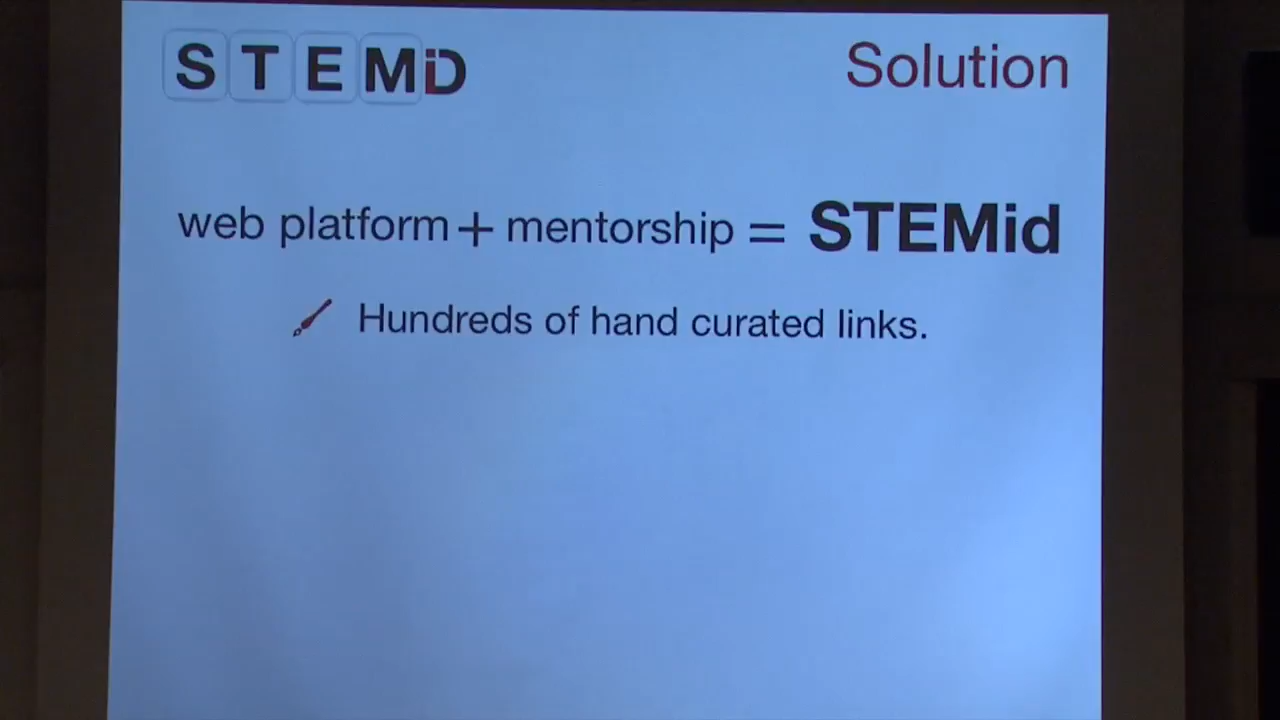 STEMiD
Solution
web platform + mentorship = STEMid
Hundreds of hand curated links.